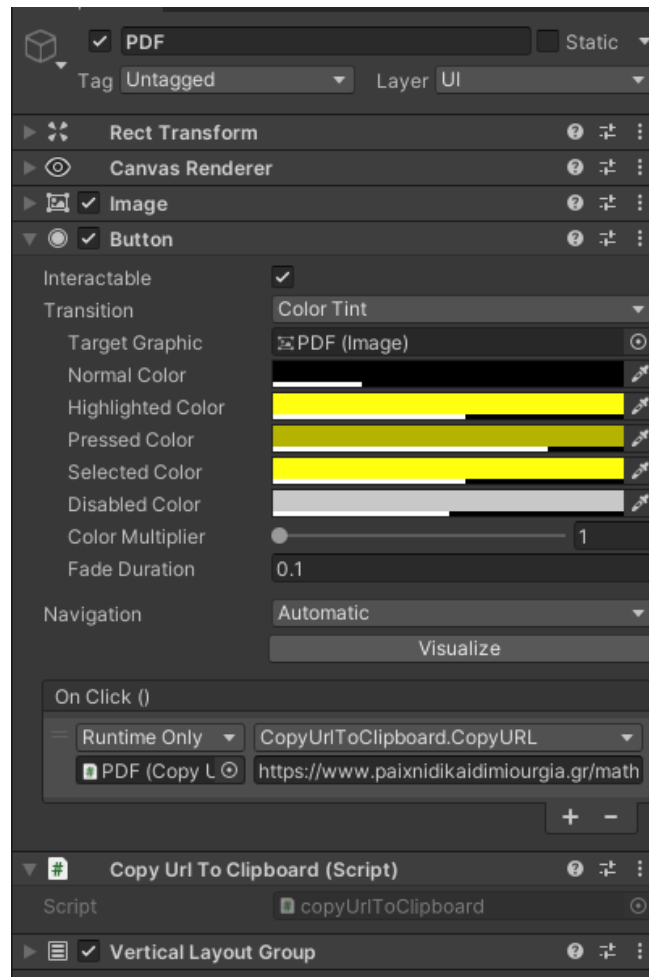 PDF Static
Tag Untagged Layer UI
Rect Transform
Canvas Renderer
Image
Button
Interactable
Transition Color Tint
Target Graphic PDF (Image)
Normal Color
Highlighted Color
Pressed Color
Selected Color
Disabled Color
Color Multiplier 1
Fade Duration 0.1
Navigation Automatic
Visualize
On Click ()
Runtime Only CopyUrlToClipboard.CopyURL
# PDF (Copy U https://www.paixnidikaidimiourgia.gr/math
+ −
# Copy Url To Clipboard (Script)
Script # copyUrlToClipboard
Vertical Layout Group